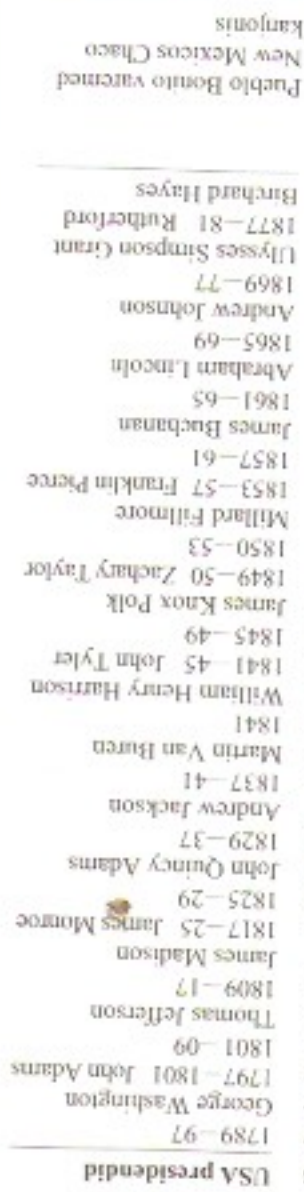 USA presidendid
1789—97
George Washington
1797—1801 John Adams
1801—09
Thomas Jefferson
1809—17
James Madison
1817—25 James Monroe
1825—29
John Quincy Adams
1829—37
Andrew Jackson
1837—41
Martin Van Buren
1841
William Henry Harrison
1841—45 John Tyler
1845—49
James Knox Polk
1849—50 Zachary Taylor
1850—53
Millard Fillmore
1853—57 Franklin Pierce
1857—61
James Buchanan
1861—65
Abraham Lincoln
1865—69
Andrew Johnson
1869—77
Ulysses Simpson Grant
1877—81 Rutherford
Birchard Hayes
Pueblo Bonito varemed
New Mexicos Chaco
kanjonis